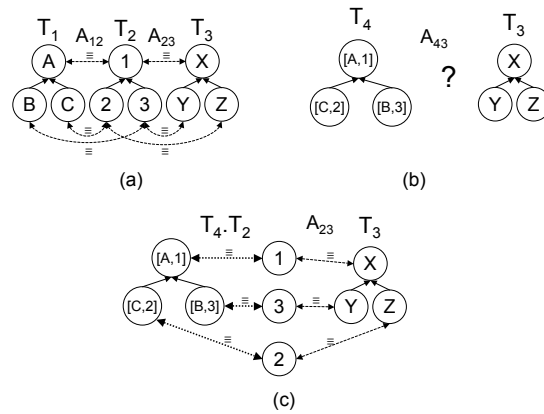 T1 A12 T2 A23 T3
A ≡ 1 ≡ X
B C 2 3 Y Z
≡ ≡
≡ ≡
(a)
T4 A43 T3
[A,1] ? X
[C,2] [B,3] Y Z
(b)
T4.T2 A23 T3
[A,1] ≡ 1 ≡ X
[C,2] [B,3] ≡ 3 ≡ Y Z
≡ 2 ≡
(c)